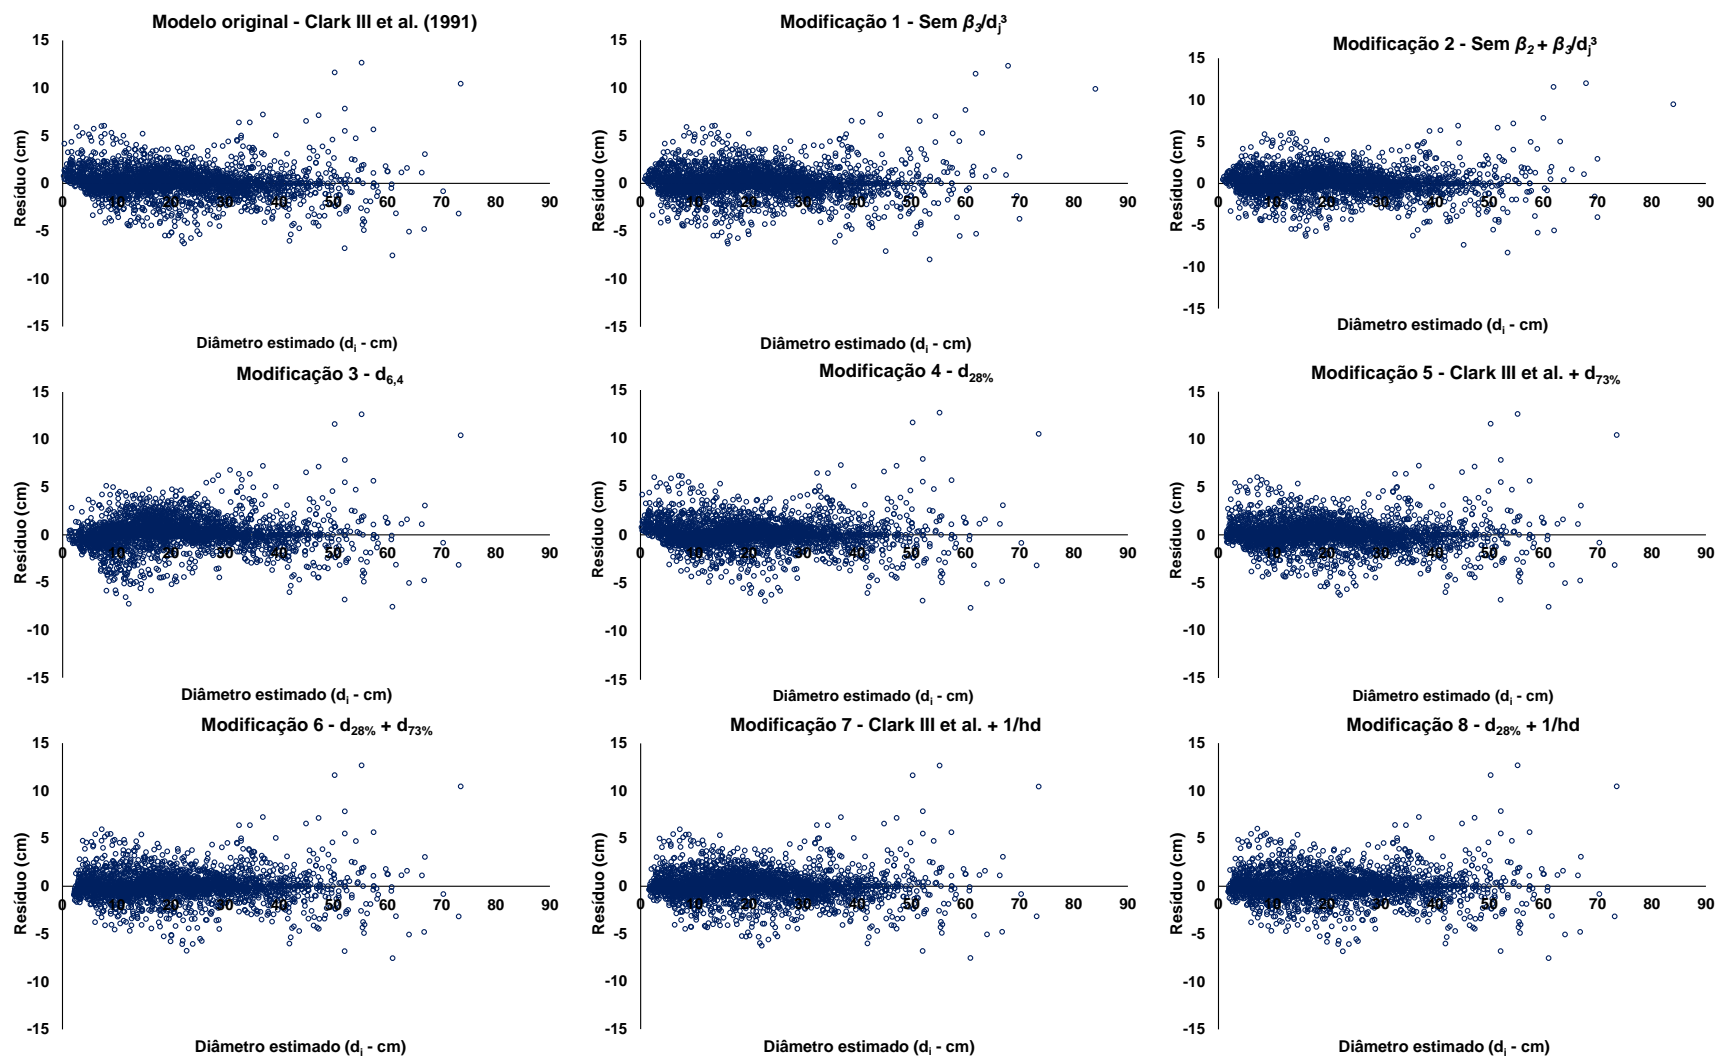 Modelo original - Clark III et al. (1991)
15
10
5
0
-5
-10
-15
0 10 20 30 40 50 60 70 80 90
Resíduo (cm)
Diâmetro estimado (dᵢ - cm)
Modificação 1 - Sem β₃/dⱼ³
15
10
5
0
-5
-10
-15
0 10 20 30 40 50 60 70 80 90
Resíduo (cm)
Diâmetro estimado (dᵢ - cm)
Modificação 2 - Sem β₂ + β₃/dⱼ³
15
10
5
0
-5
-10
-15
0 10 20 30 40 50 60 70 80 90
Resíduo (cm)
Diâmetro estimado (dᵢ - cm)
Modificação 3 - d₆,₄
15
10
5
0
-5
-10
-15
0 10 20 30 40 50 60 70 80 90
Resíduo (cm)
Diâmetro estimado (dᵢ - cm)
Modificação 4 - d28%
15
10
5
0
-5
-10
-15
0 10 20 30 40 50 60 70 80 90
Resíduo (cm)
Diâmetro estimado (dᵢ - cm)
Modificação 5 - Clark III et al. + d73%
15
10
5
0
-5
-10
-15
0 10 20 30 40 50 60 70 80 90
Resíduo (cm)
Diâmetro estimado (dᵢ - cm)
Modificação 6 - d28% + d73%
15
10
5
0
-5
-10
-15
0 10 20 30 40 50 60 70 80 90
Resíduo (cm)
Diâmetro estimado (dᵢ - cm)
Modificação 7 - Clark III et al. + 1/hd
15
10
5
0
-5
-10
-15
0 10 20 30 40 50 60 70 80 90
Resíduo (cm)
Diâmetro estimado (dᵢ - cm)
Modificação 8 - d28% + 1/hd
15
10
5
0
-5
-10
-15
0 10 20 30 40 50 60 70 80 90
Resíduo (cm)
Diâmetro estimado (dᵢ - cm)